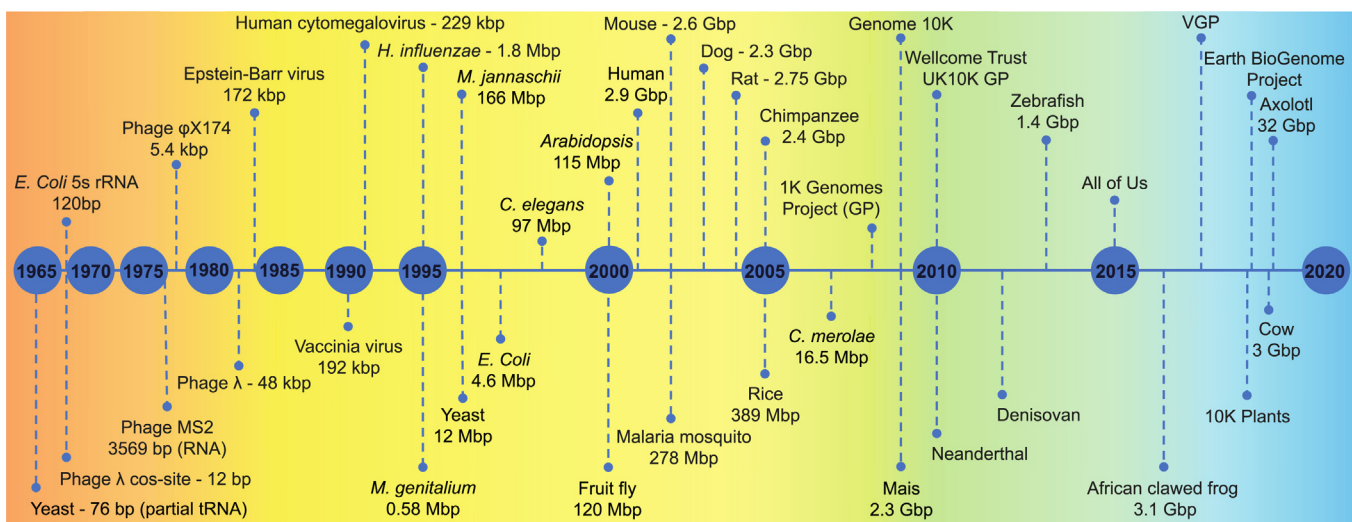 Human cytomegalovirus - 229 kbp
Mouse - 2.6 Gbp
Genome 10K
VGP
H. influenzae - 1.8 Mbp
Dog - 2.3 Gbp
Wellcome Trust
UK10K GP
Earth BioGenome
Project
Epstein-Barr virus
172 kbp
M. jannaschii
166 Mbp
Human
2.9 Gbp
Rat - 2.75 Gbp
Zebrafish
1.4 Gbp
Axolotl
32 Gbp
Phage φX174
5.4 kbp
Arabidopsis
115 Mbp
Chimpanzee
2.4 Gbp
E. Coli 5s rRNA
120bp
C. elegans
97 Mbp
1K Genomes
Project (GP)
All of Us
1965
1970
1975
1980
1985
1990
1995
2000
2005
2010
2015
2020
Vaccinia virus
192 kbp
E. Coli
4.6 Mbp
C. merolae
16.5 Mbp
Cow
3 Gbp
Phage λ - 48 kbp
Rice
389 Mbp
Phage MS2
3569 bp (RNA)
Yeast
12 Mbp
Malaria mosquito
278 Mbp
Denisovan
10K Plants
Neanderthal
Phage λ cos-site - 12 bp
Yeast - 76 bp (partial tRNA)
M. genitalium
0.58 Mbp
Fruit fly
120 Mbp
Mais
2.3 Gbp
African clawed frog
3.1 Gbp